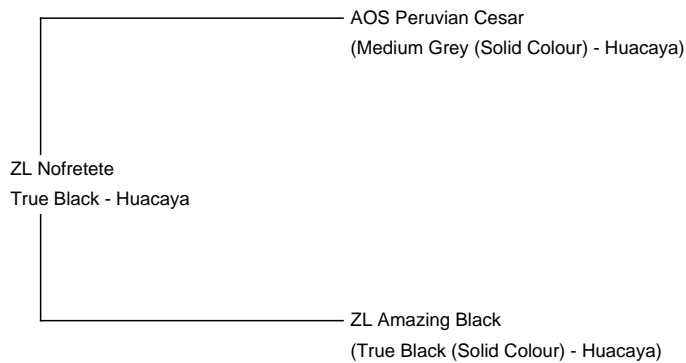 AOS Peruvian Cesar
(Medium Grey (Solid Colour) - Huacaya)
ZL Nofretete
True Black - Huacaya
ZL Amazing Black
(True Black (Solid Colour) - Huacaya)